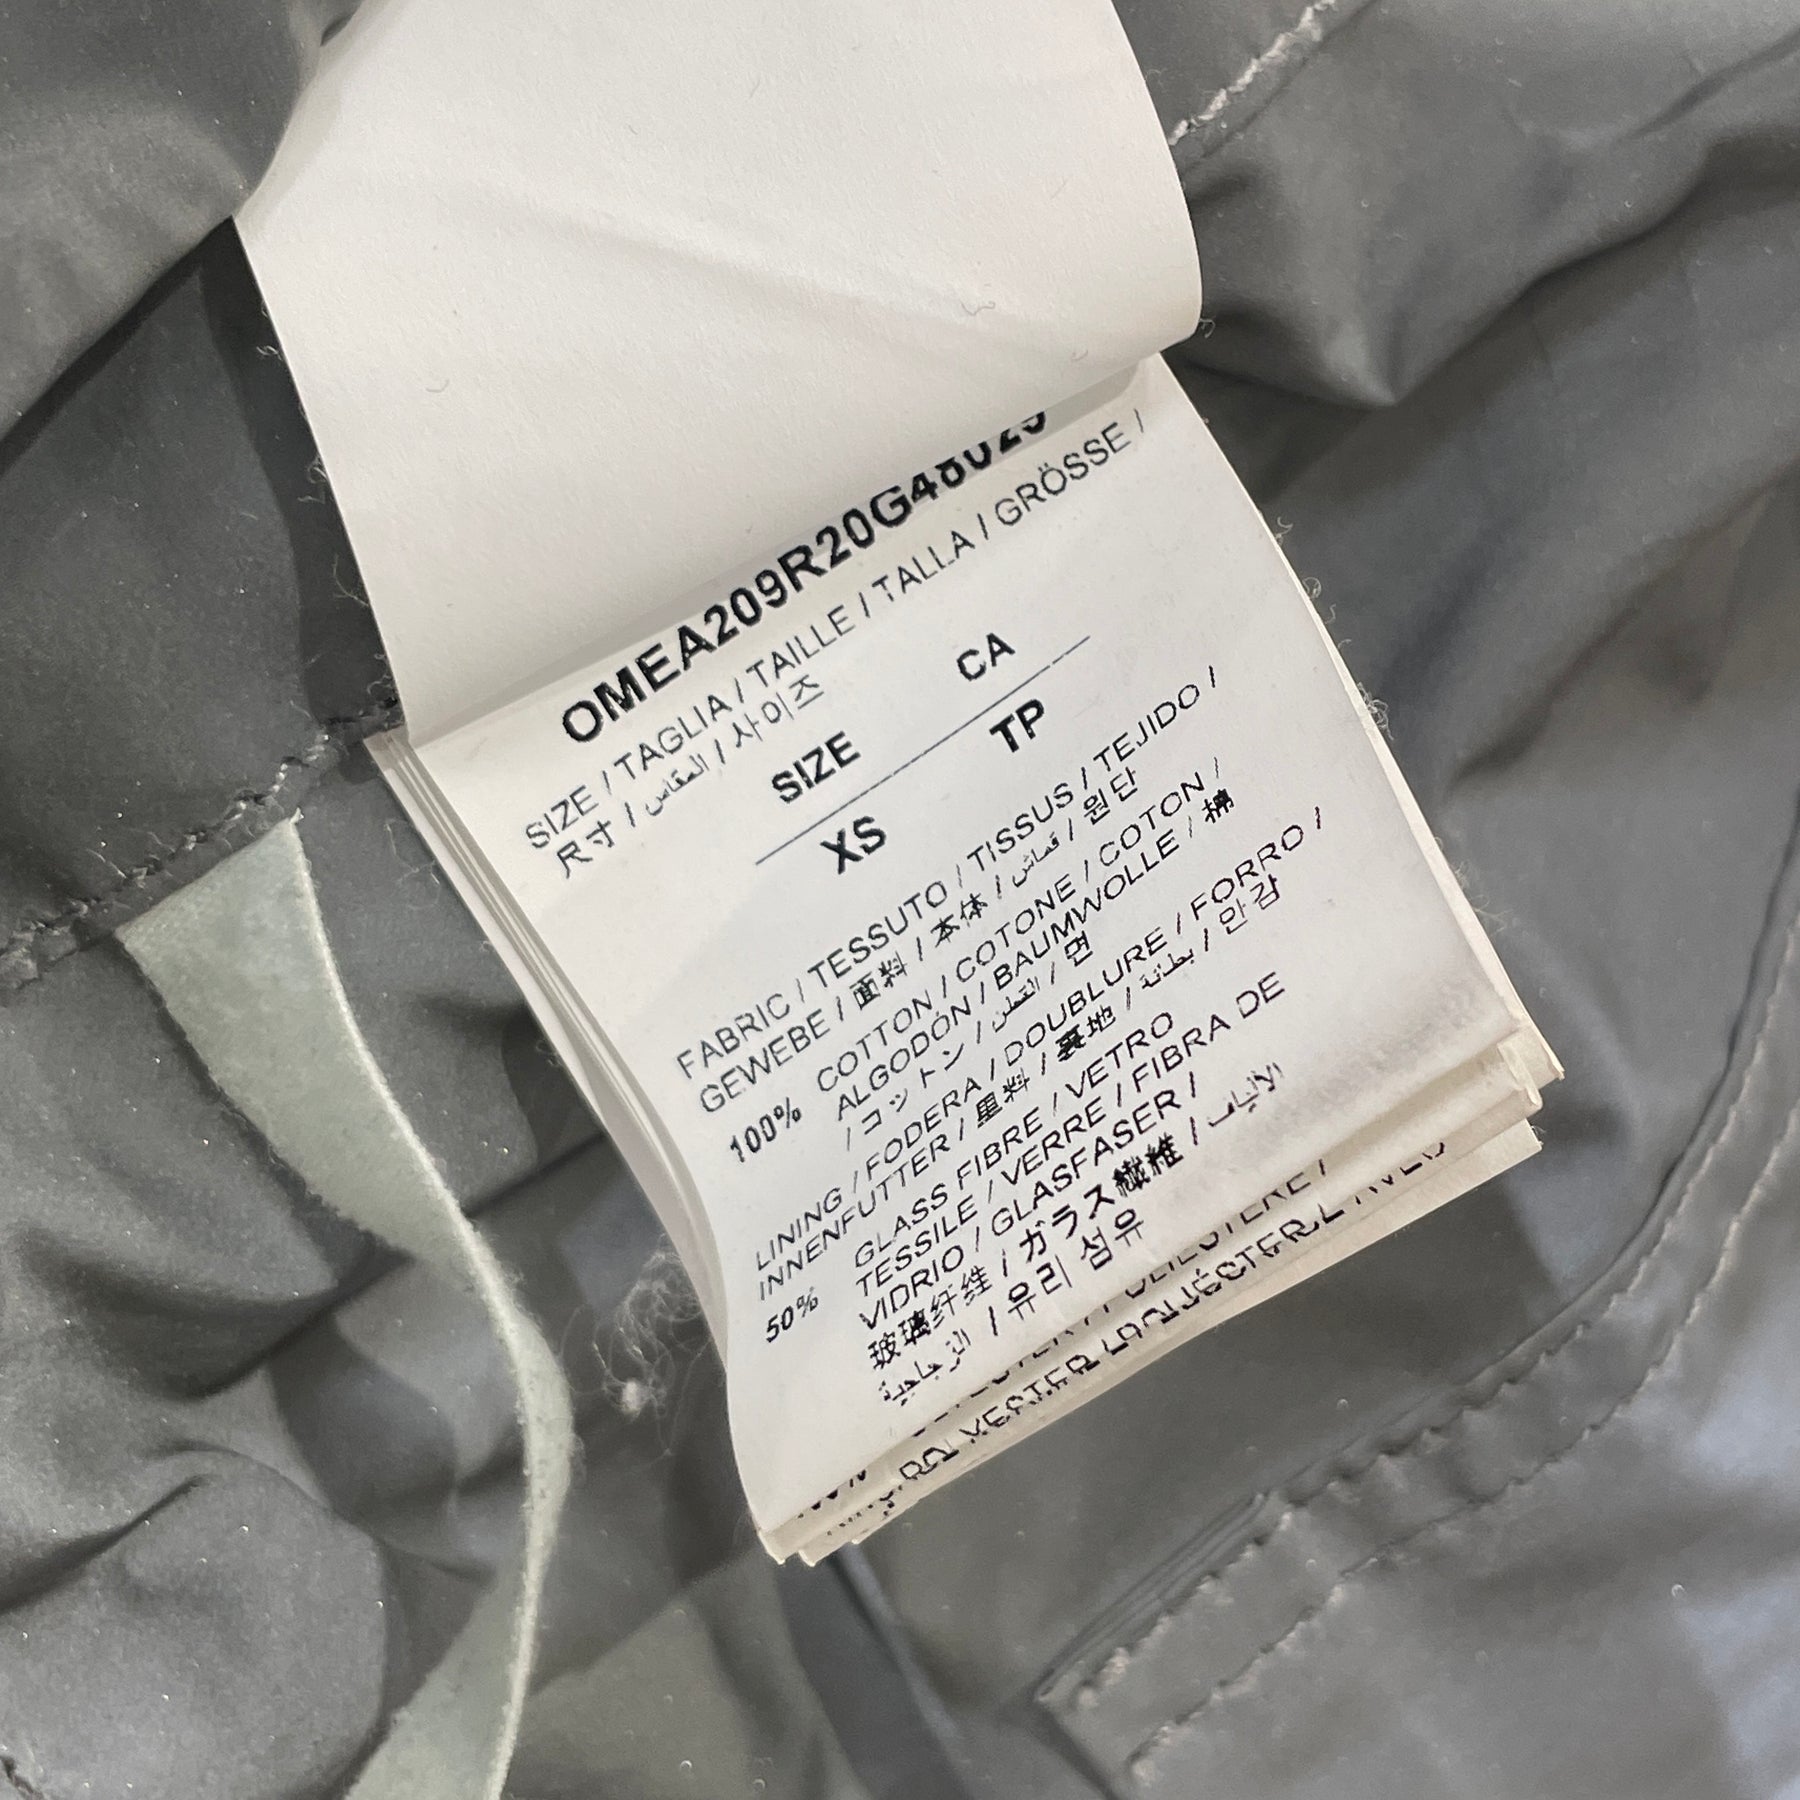 OMEA209R20G48029
SIZE / TAGLIA / TAILLE / TALLA / GRÖSSE /
尺寸 / المقاس / 사이즈
SIZE CA
XS TP
FABRIC / TESSUTO / TISSUS / TEJIDO /
GEWEBE / 面料 / 本体 / قماش / 원단
100% COTTON / COTONE / COTON /
ALGODÓN / BAUMWOLLE / 棉
/ コットン / القطن / 면
LINING / FODERA / DOUBLURE / FORRO /
INNENFUTTER / 里料 / 裏地 / بطانة / 안감
50% GLASS FIBRE / VETRO
TESSILE / VERRE / FIBRA DE
VIDRIO / GLASFASER /
玻璃纤维 / ガラス繊維 / الألياف
الزجاجية / 유리 섬유